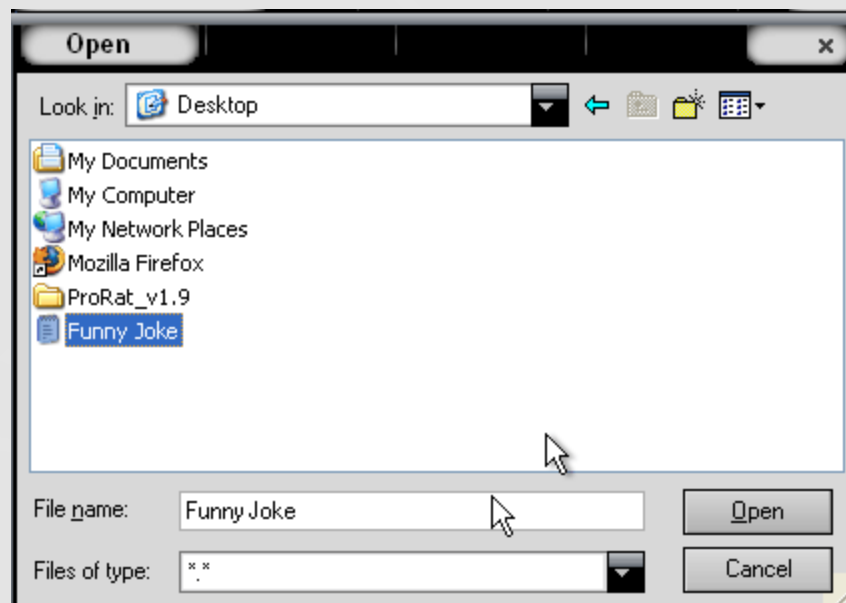 Open
Look in: Desktop
My Documents
My Computer
My Network Places
Mozilla Firefox
ProRat_v1.9
Funny Joke
File name: Funny Joke Open
Files of type: *.* Cancel